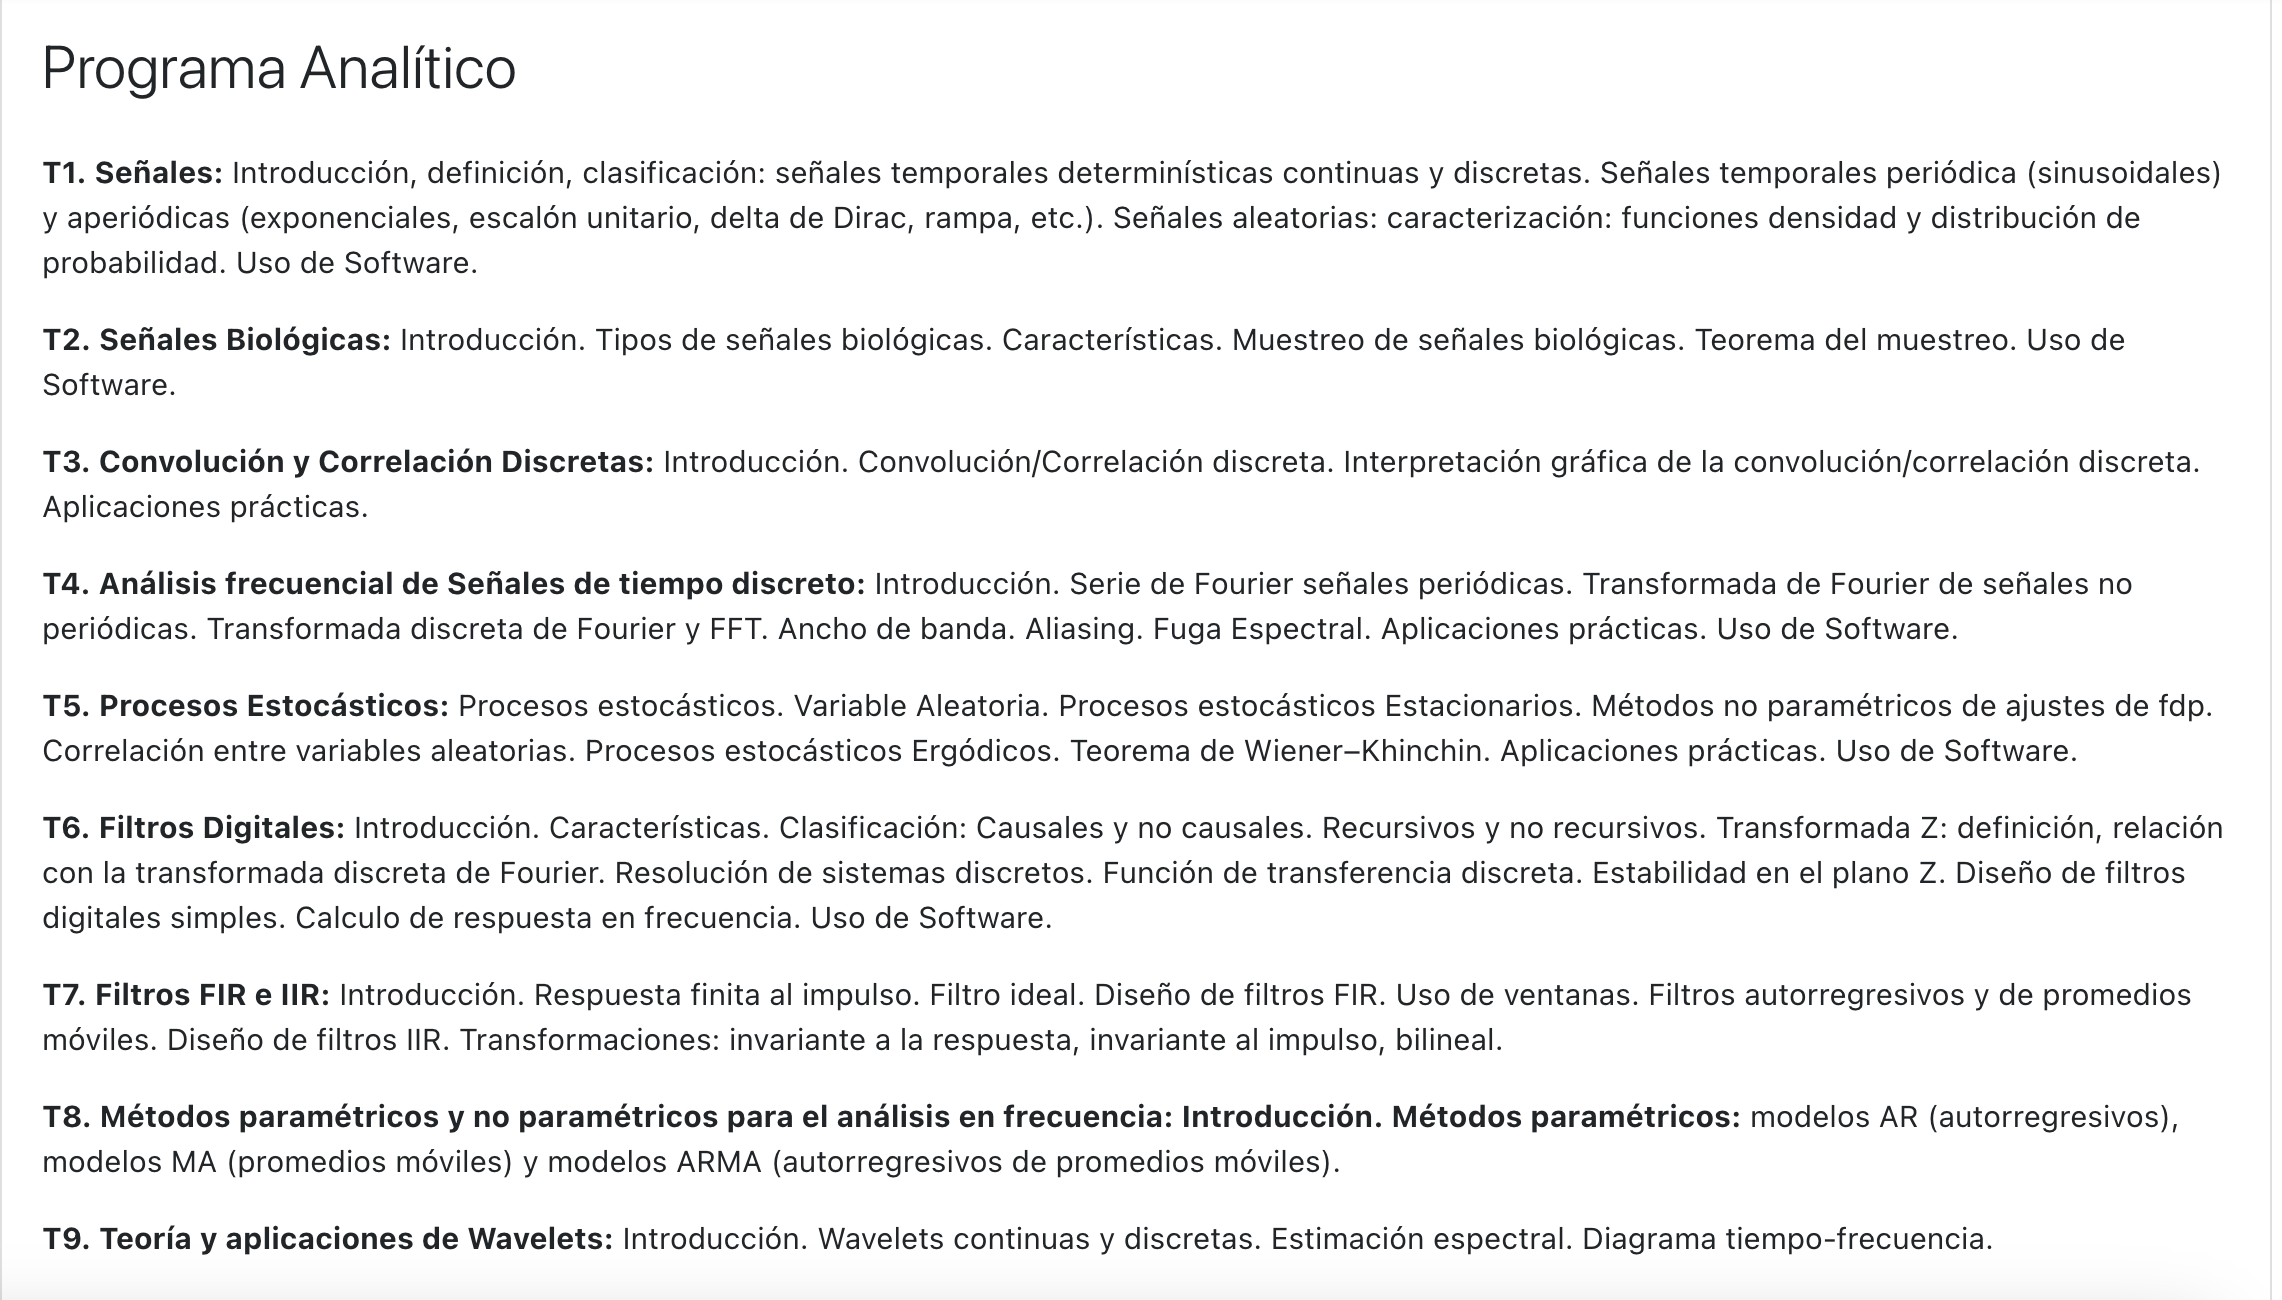 Programa Analítico
T1. Señales: Introducción, definición, clasificación: señales temporales determinísticas continuas y discretas. Señales temporales periódica (sinusoidales)
y aperiódicas (exponenciales, escalón unitario, delta de Dirac, rampa, etc.). Señales aleatorias: caracterización: funciones densidad y distribución de
probabilidad. Uso de Software.
T2. Señales Biológicas: Introducción. Tipos de señales biológicas. Características. Muestreo de señales biológicas. Teorema del muestreo. Uso de
Software.
T3. Convolución y Correlación Discretas: Introducción. Convolución/Correlación discreta. Interpretación gráfica de la convolución/correlación discreta.
Aplicaciones prácticas.
T4. Análisis frecuencial de Señales de tiempo discreto: Introducción. Serie de Fourier señales periódicas. Transformada de Fourier de señales no
periódicas. Transformada discreta de Fourier y FFT. Ancho de banda. Aliasing. Fuga Espectral. Aplicaciones prácticas. Uso de Software.
T5. Procesos Estocásticos: Procesos estocásticos. Variable Aleatoria. Procesos estocásticos Estacionarios. Métodos no paramétricos de ajustes de fdp.
Correlación entre variables aleatorias. Procesos estocásticos Ergódicos. Teorema de Wiener–Khinchin. Aplicaciones prácticas. Uso de Software.
T6. Filtros Digitales: Introducción. Características. Clasificación: Causales y no causales. Recursivos y no recursivos. Transformada Z: definición, relación
con la transformada discreta de Fourier. Resolución de sistemas discretos. Función de transferencia discreta. Estabilidad en el plano Z. Diseño de filtros
digitales simples. Calculo de respuesta en frecuencia. Uso de Software.
T7. Filtros FIR e IIR: Introducción. Respuesta finita al impulso. Filtro ideal. Diseño de filtros FIR. Uso de ventanas. Filtros autorregresivos y de promedios
móviles. Diseño de filtros IIR. Transformaciones: invariante a la respuesta, invariante al impulso, bilineal.
T8. Métodos paramétricos y no paramétricos para el análisis en frecuencia: Introducción. Métodos paramétricos: modelos AR (autorregresivos),
modelos MA (promedios móviles) y modelos ARMA (autorregresivos de promedios móviles).
T9. Teoría y aplicaciones de Wavelets: Introducción. Wavelets continuas y discretas. Estimación espectral. Diagrama tiempo-frecuencia.